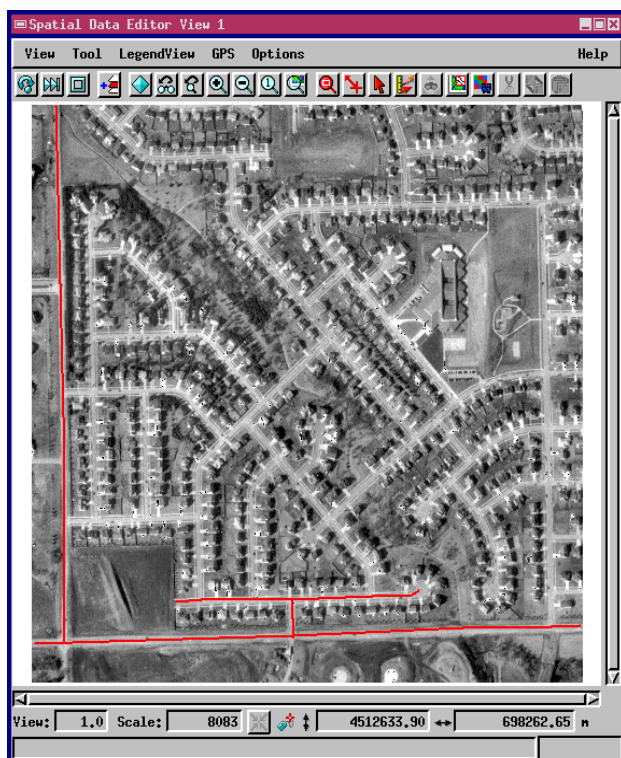 Spatial Data Editor View 1
View Tool LegendView GPS Options Help
View: 1.0 Scale: 8083 4512633.90 698262.65 m